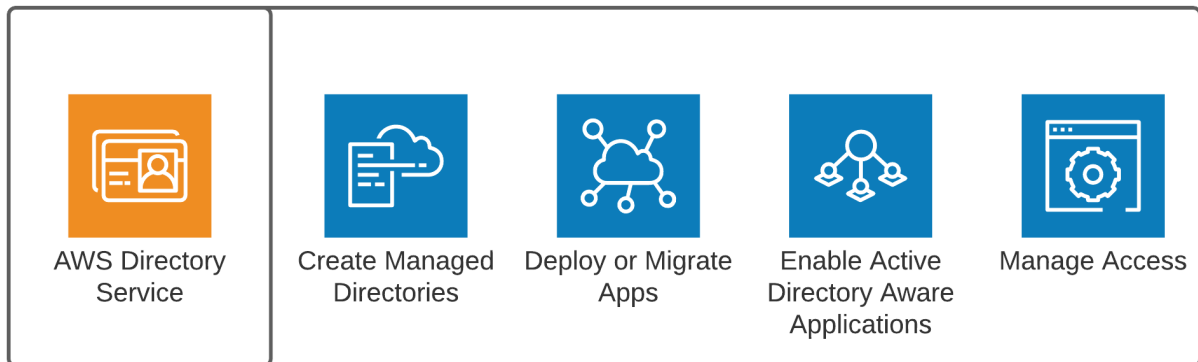 AWS Directory
Service
Create Managed
Directories
Deploy or Migrate
Apps
Enable Active
Directory Aware
Applications
Manage Access